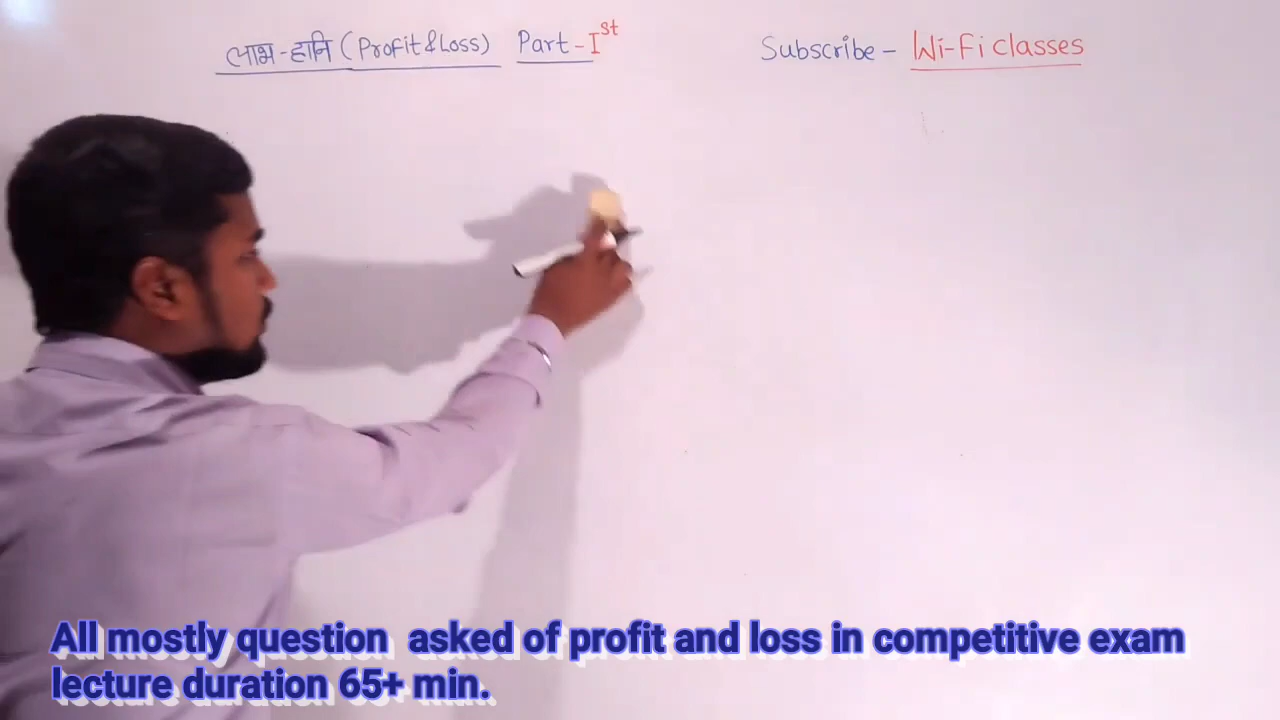 लाभ-हानि (Profit & Loss) Part-Ist
Subscribe - Wi-Fi classes
All mostly question asked of profit and loss in competitive exam
lecture duration 65+ min.